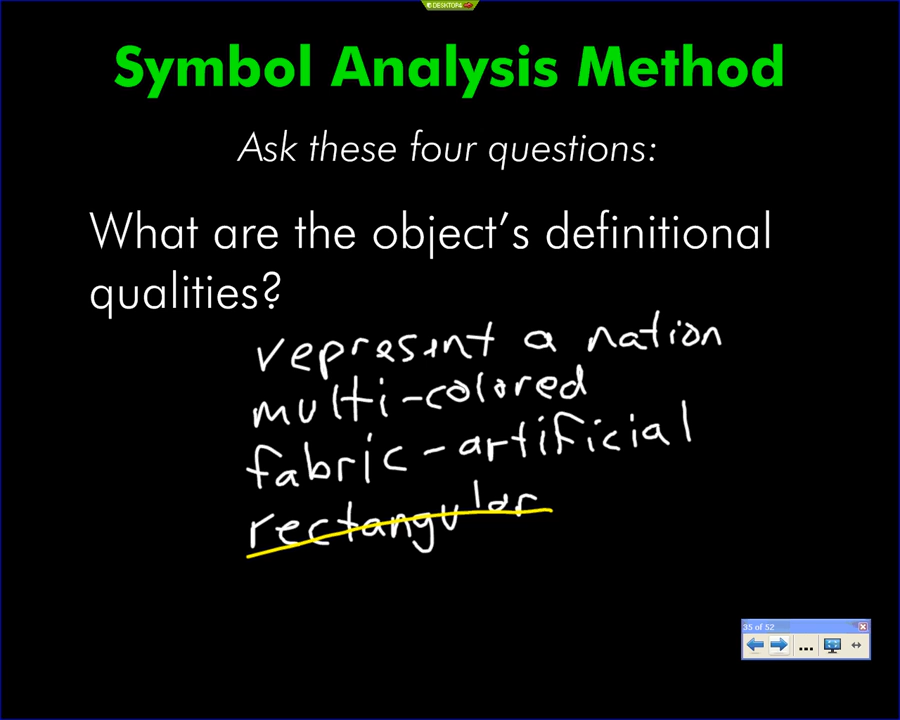 DESKTOP4
Symbol Analysis Method
Ask these four questions:
What are the object's definitional
qualities?
represent a nation
multi-colored
fabric-artificial
rectangular
35 of 52
...